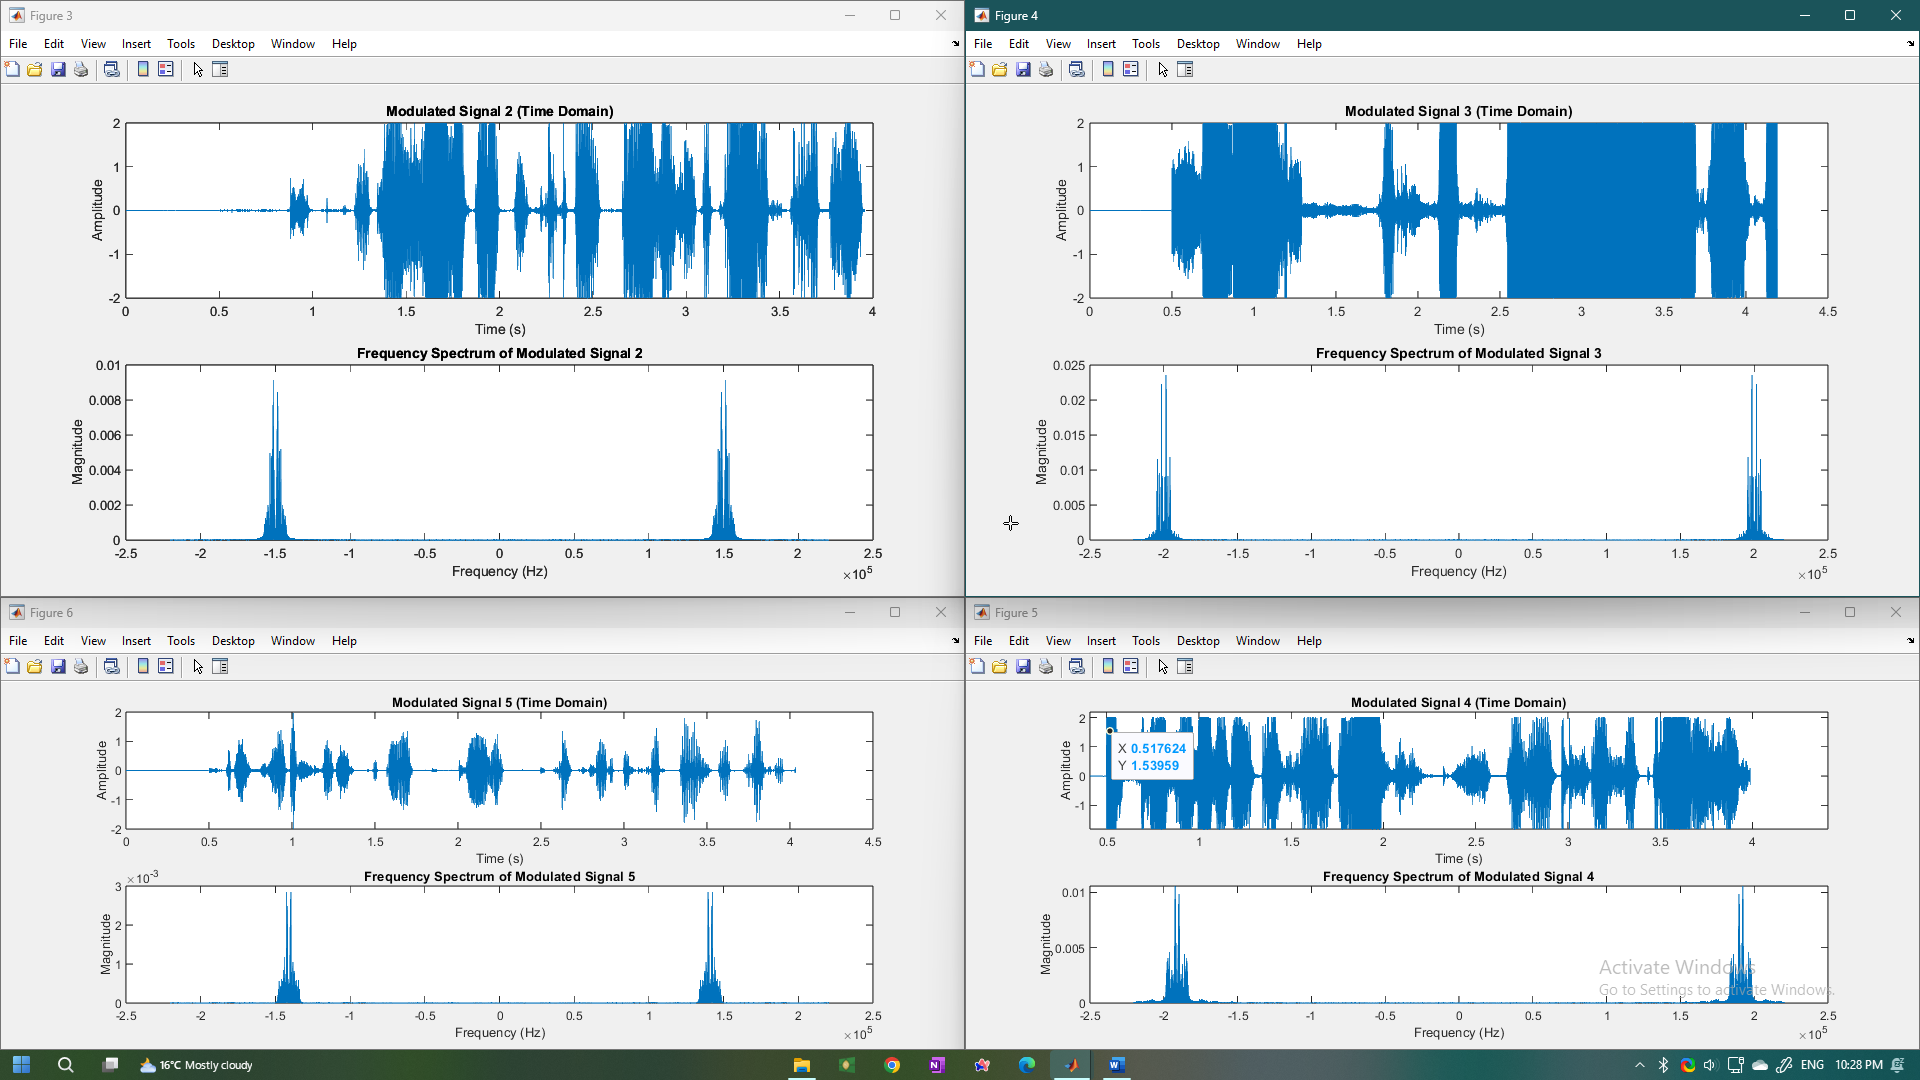 Figure 3
File Edit View Insert Tools Desktop Window Help
Modulated Signal 2 (Time Domain)
2
1
0
-1
-2
Amplitude
0 0.5 1 1.5 2 2.5 3 3.5 4
Time (s)
Frequency Spectrum of Modulated Signal 2
0.01
0.008
0.006
0.004
0.002
0
Magnitude
-2.5 -2 -1.5 -1 -0.5 0 0.5 1 1.5 2 2.5
Frequency (Hz)
×10^5
Figure 4
File Edit View Insert Tools Desktop Window Help
Modulated Signal 3 (Time Domain)
2
1
0
-1
-2
Amplitude
0 0.5 1 1.5 2 2.5 3 3.5 4 4.5
Time (s)
Frequency Spectrum of Modulated Signal 3
0.025
0.02
0.015
0.01
0.005
0
Magnitude
-2.5 -2 -1.5 -1 -0.5 0 0.5 1 1.5 2 2.5
Frequency (Hz)
×10^5
Figure 6
File Edit View Insert Tools Desktop Window Help
Modulated Signal 5 (Time Domain)
2
1
0
-1
-2
Amplitude
0 0.5 1 1.5 2 2.5 3 3.5 4 4.5
Time (s)
×10^-3
Frequency Spectrum of Modulated Signal 5
3
2
1
0
Magnitude
-2.5 -2 -1.5 -1 -0.5 0 0.5 1 1.5 2 2.5
Frequency (Hz)
×10^5
Figure 5
File Edit View Insert Tools Desktop Window Help
Modulated Signal 4 (Time Domain)
2
1
0
-1
Amplitude
X 0.517624
Y 1.53959
0.5 1 1.5 2 2.5 3 3.5 4
Time (s)
Frequency Spectrum of Modulated Signal 4
0.01
0.005
0
Magnitude
-2.5 -2 -1.5 -1 -0.5 0 0.5 1 1.5 2 2.5
Frequency (Hz)
×10^5
Activate Windows
Go to Settings to activate Windows.
16°C Mostly cloudy
ENG 10:28 PM